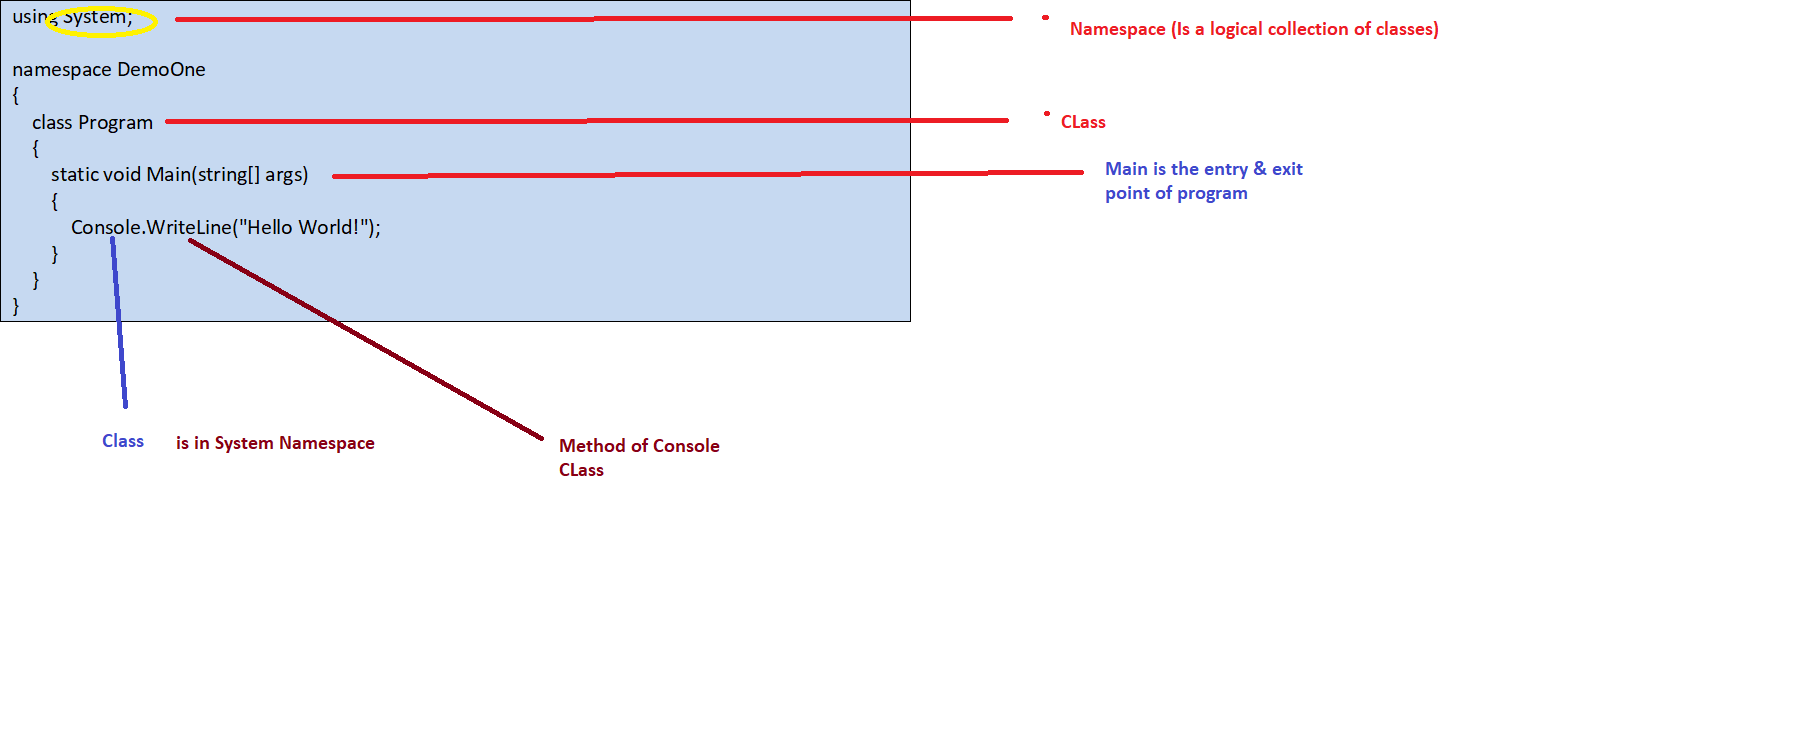 using System;
Namespace (Is a logical collection of classes)
namespace DemoOne
{
class Program
CLass
{
static void Main(string[] args)
Main is the entry & exit
point of program
{
Console.WriteLine("Hello World!");
}
}
}
Class
is in System Namespace
Method of Console
CLass